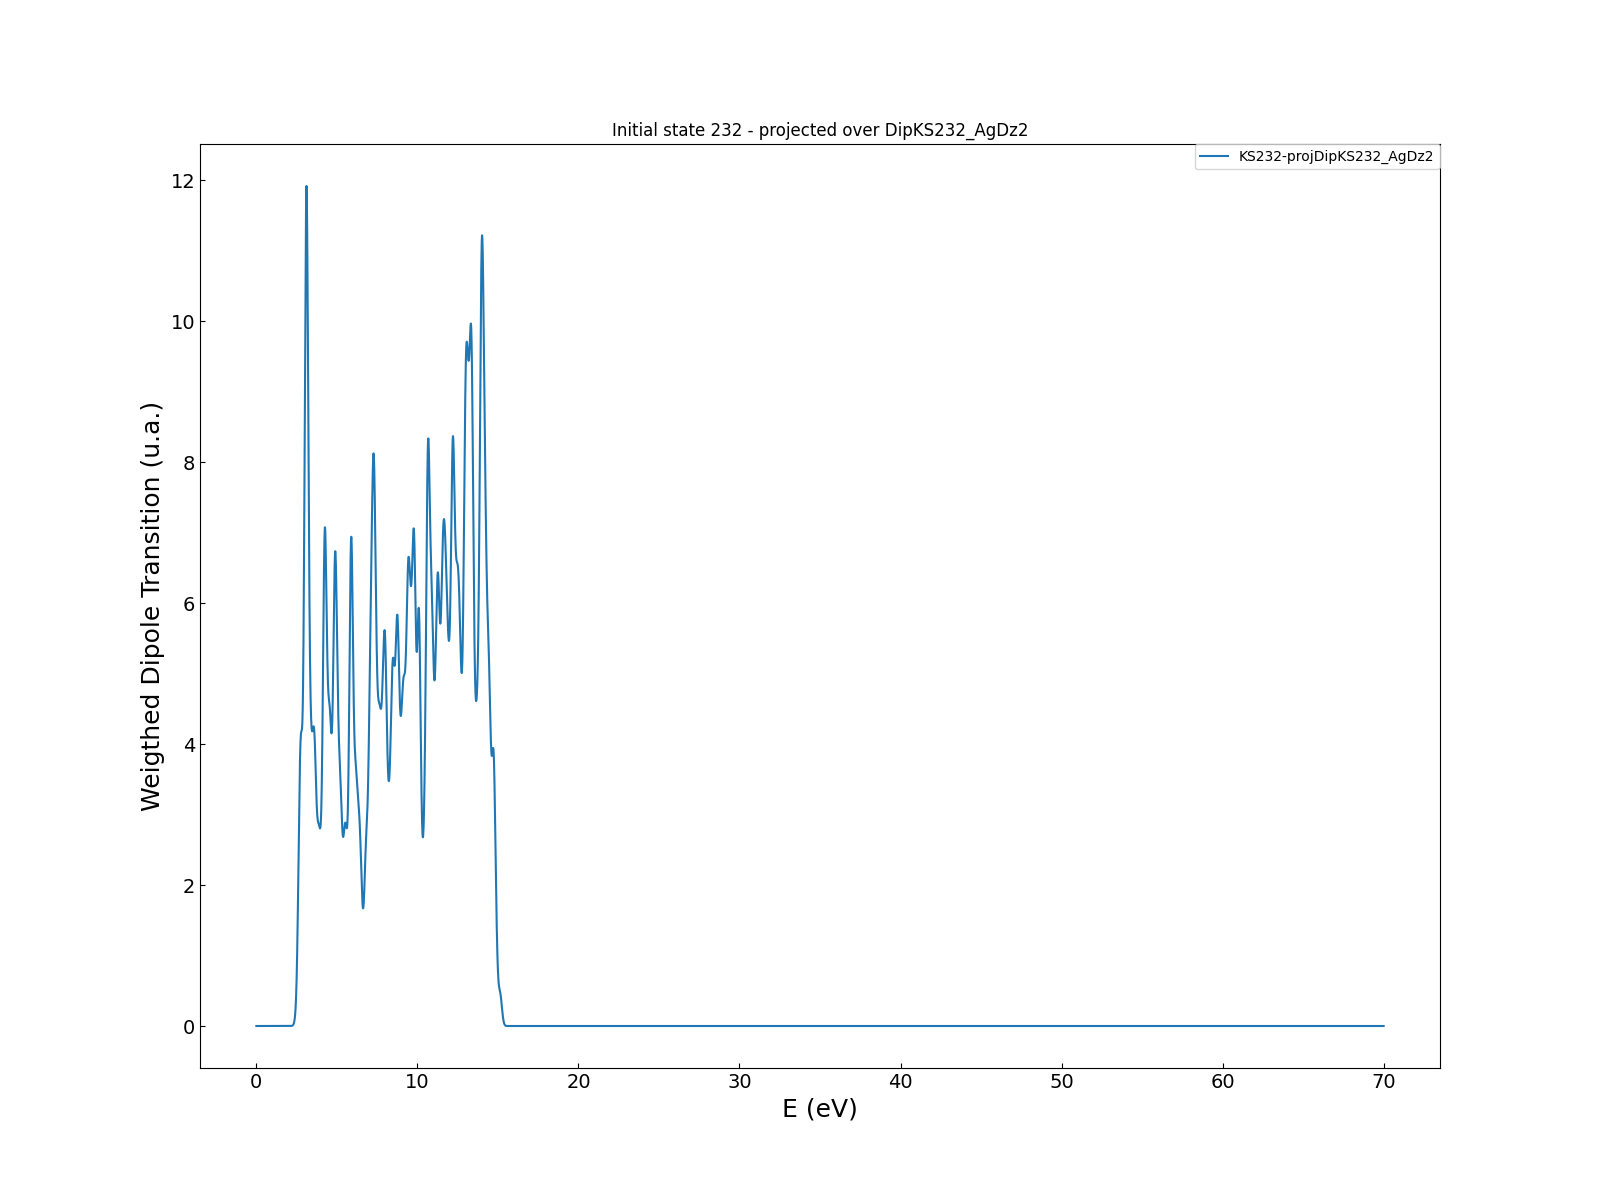 Initial state 232 - projected over DipKS232_AgDz2
KS232-projDipKS232_AgDz2
Weigthed Dipole Transition (u.a.)
12
10
8
6
4
2
0
0 10 20 30 40 50 60 70
E (eV)